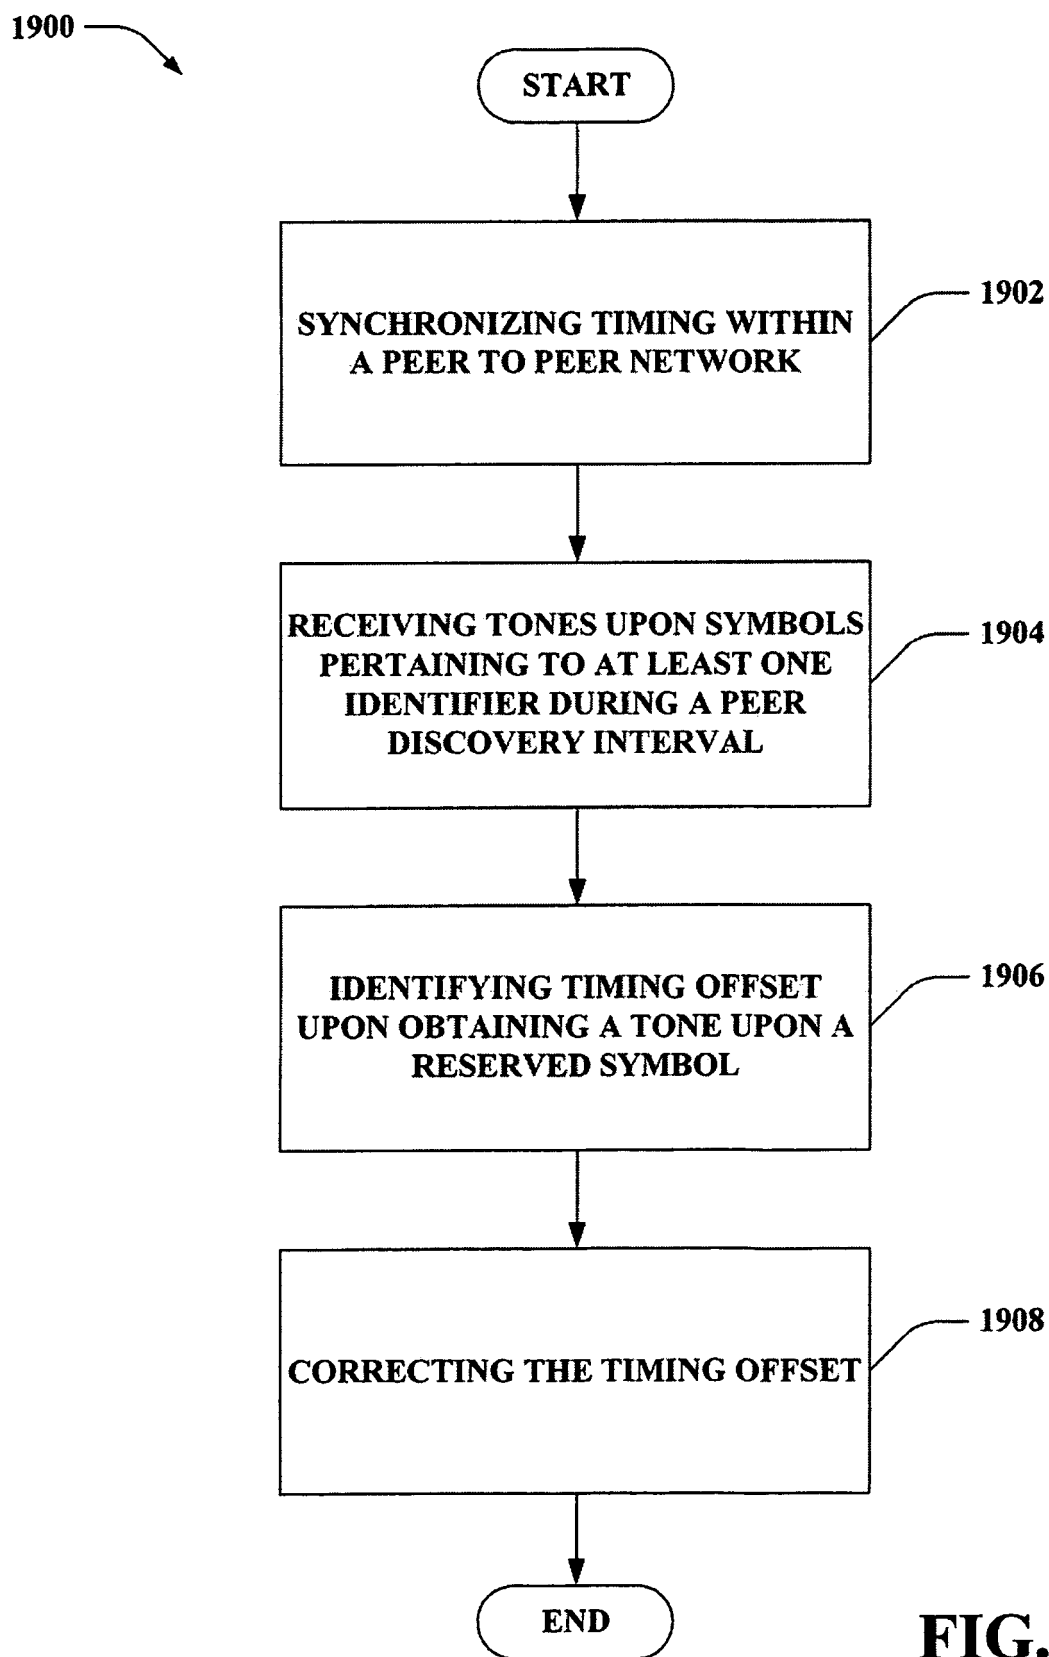 1900
START
SYNCHRONIZING TIMING WITHIN
A PEER TO PEER NETWORK
1902
RECEIVING TONES UPON SYMBOLS
PERTAINING TO AT LEAST ONE
IDENTIFIER DURING A PEER
DISCOVERY INTERVAL
1904
IDENTIFYING TIMING OFFSET
UPON OBTAINING A TONE UPON A
RESERVED SYMBOL
1906
CORRECTING THE TIMING OFFSET
1908
END
FIG.